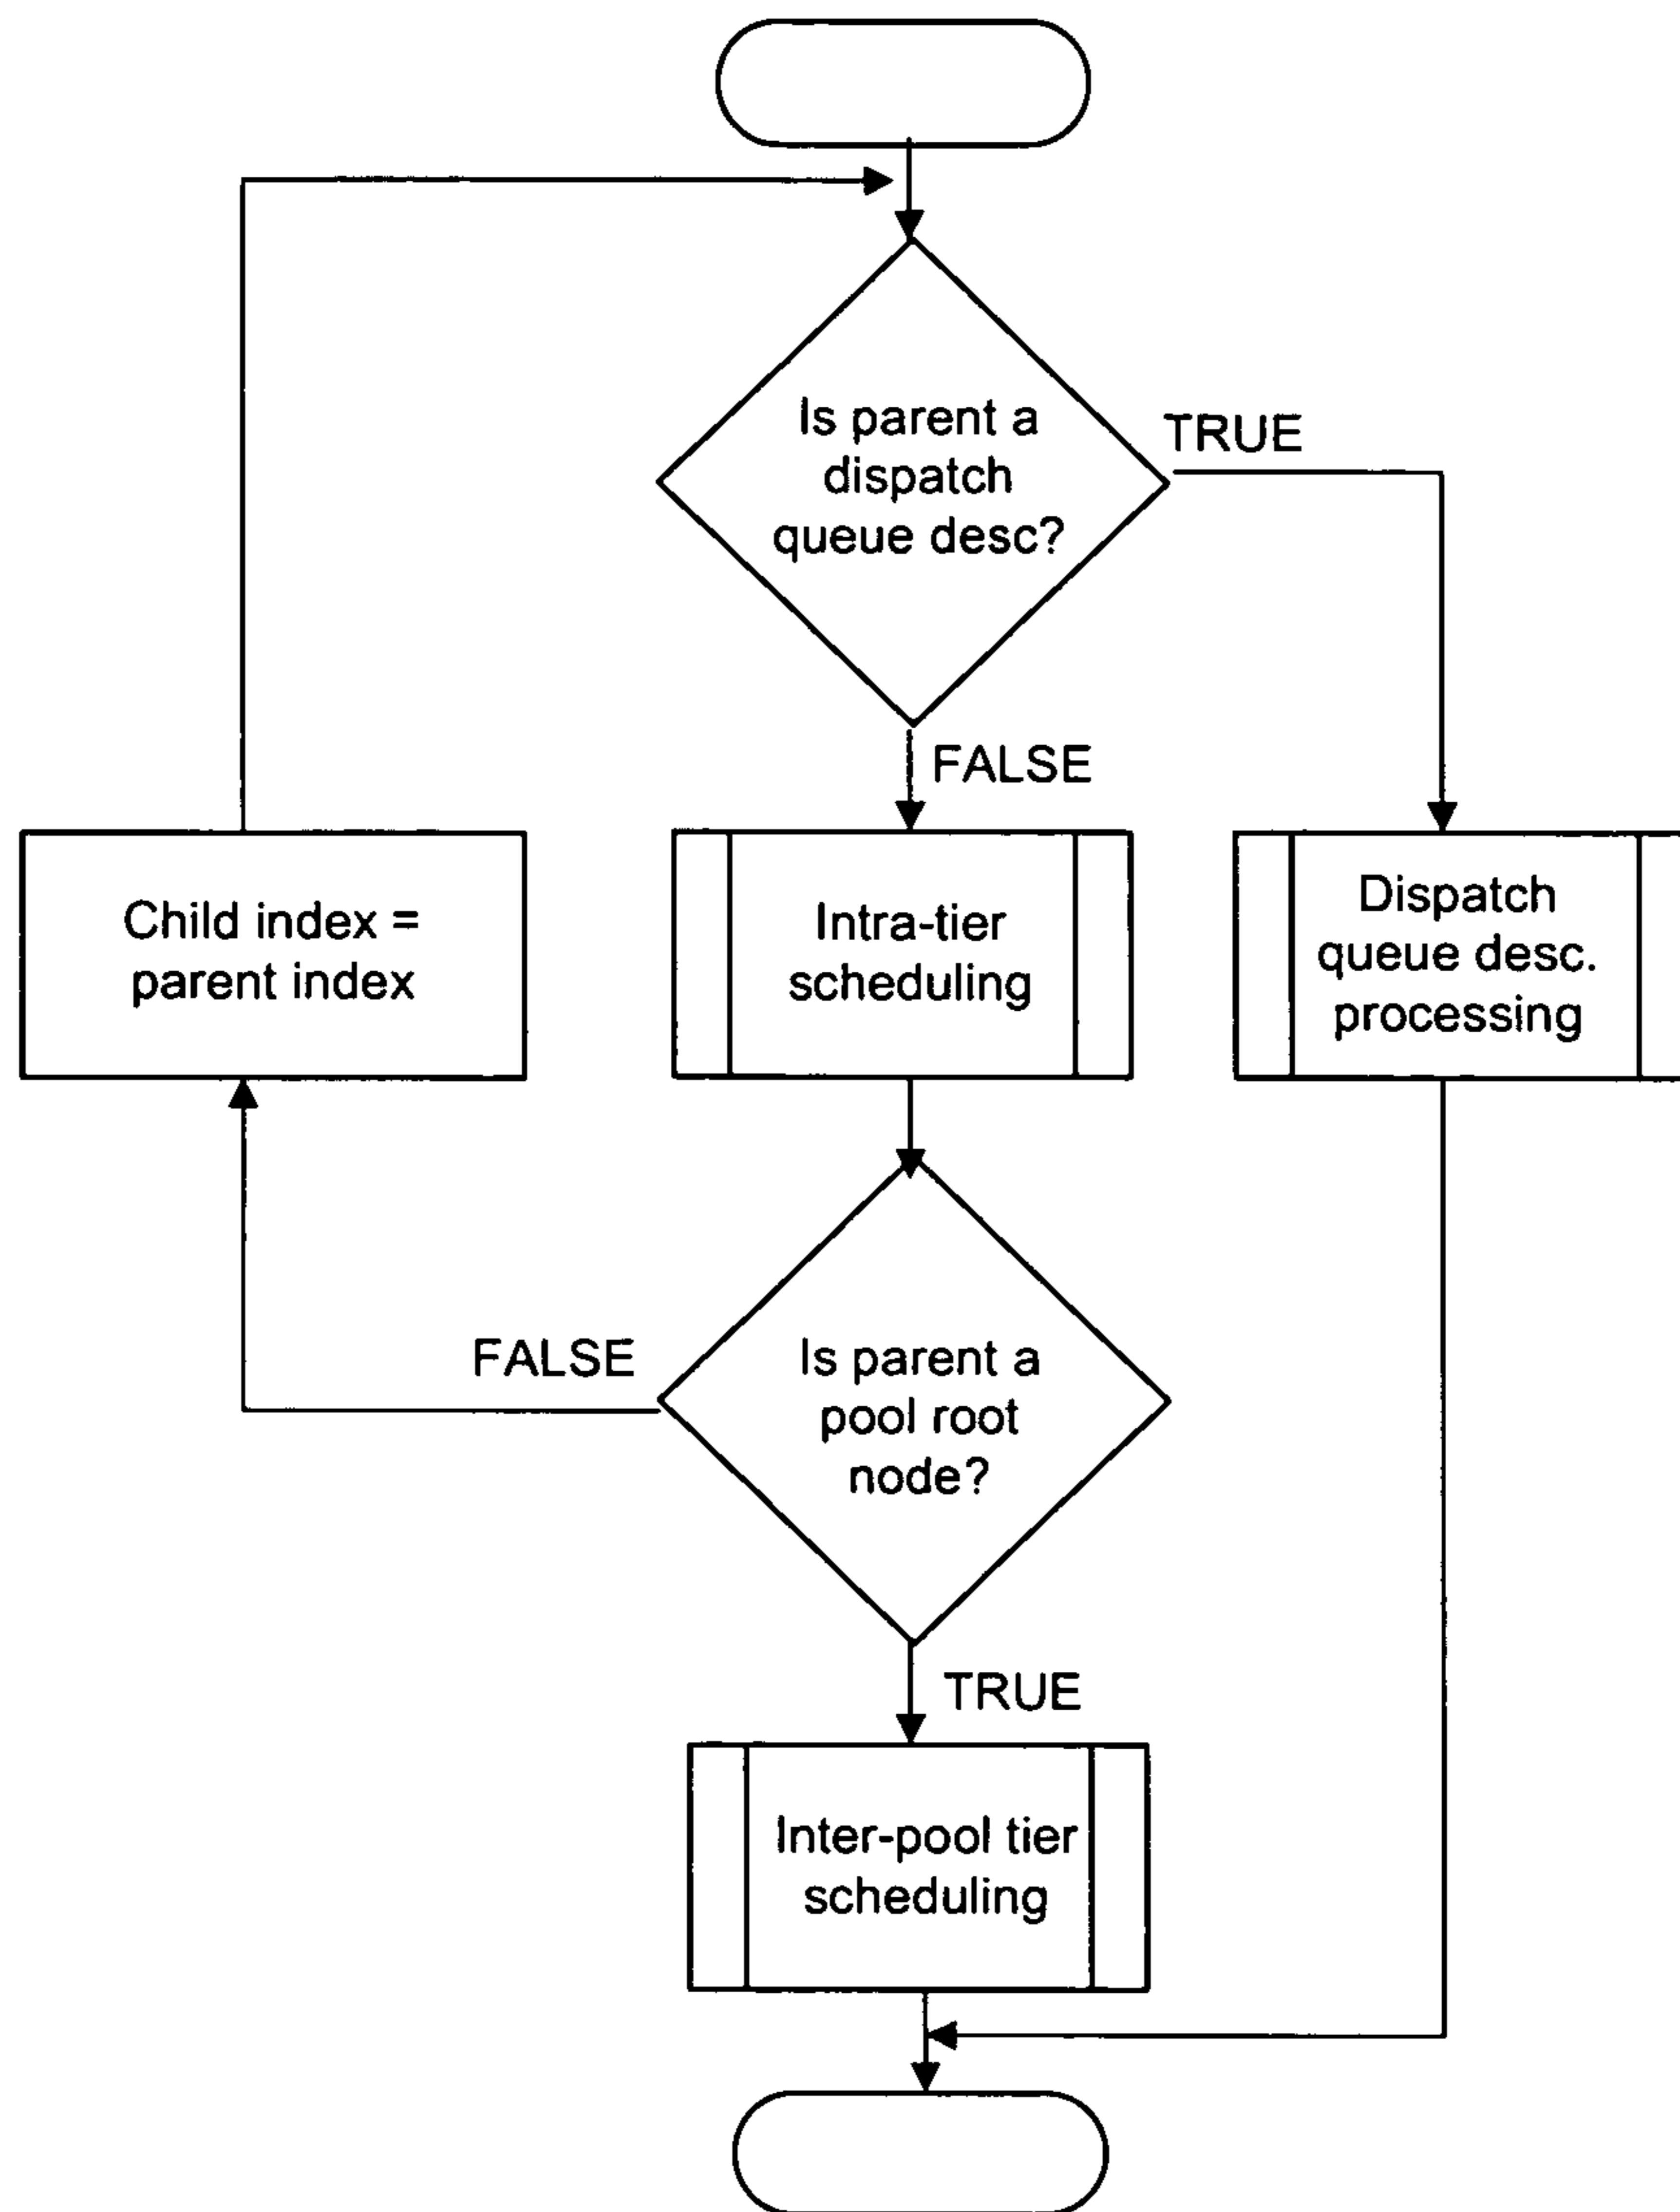 Is parent a
dispatch
queue desc?
TRUE
FALSE
Child index =
parent index
Intra-tier
scheduling
Dispatch
queue desc.
processing
FALSE
Is parent a
pool root
node?
TRUE
Inter-pool tier
scheduling